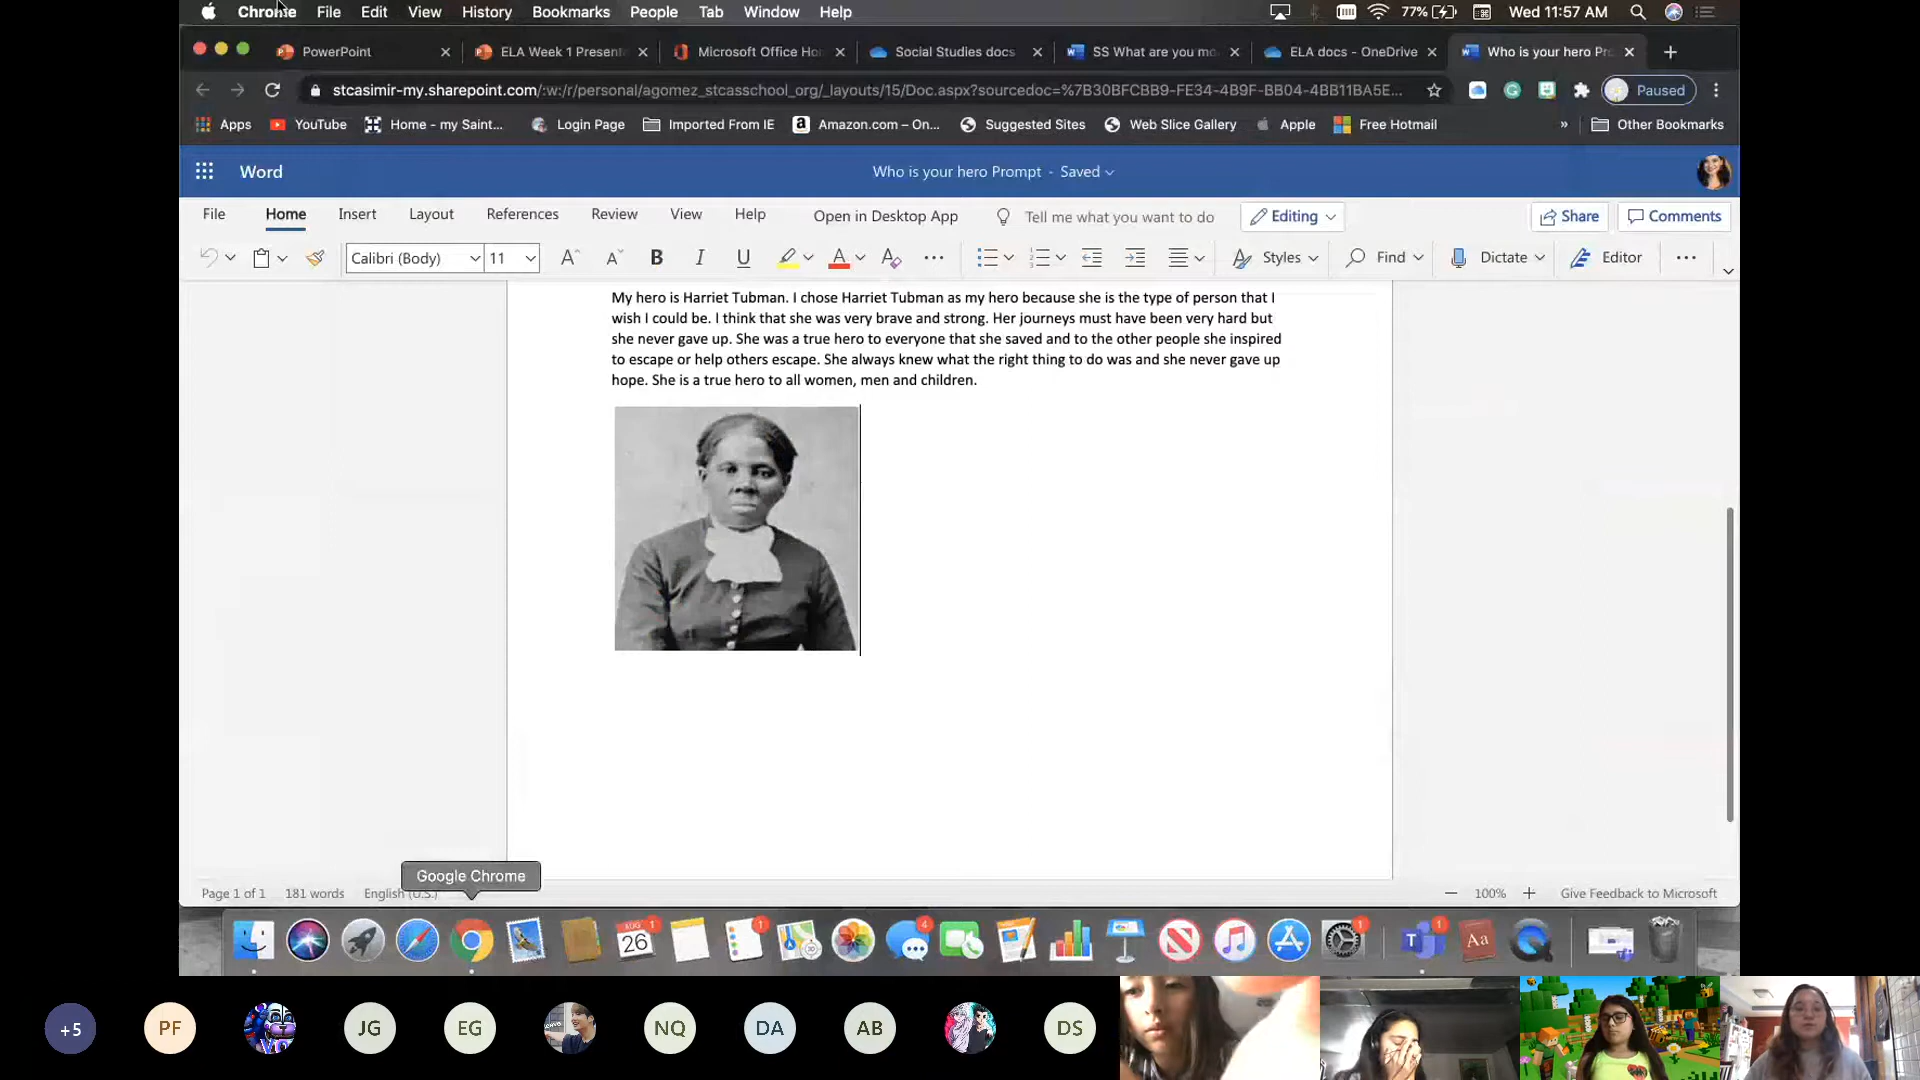 Chrome File Edit View History Bookmarks People Tab Window Help 77% Wed 11:57 AM
PowerPoint ELA Week 1 Present Microsoft Office Ho Social Studies docs SS What are you mo ELA docs - OneDrive Who is your hero Pr
stcasimir-my.sharepoint.com/:w:/r/personal/agomez_stcasschool_org/_layouts/15/Doc.aspx?sourcedoc=%7B30BFCBB9-FE34-4B9F-BB04-4BB11BA5E... Paused
Apps YouTube Home - my Saint... Login Page Imported From IE Amazon.com – On... Suggested Sites Web Slice Gallery Apple Free Hotmail » Other Bookmarks
Word Who is your hero Prompt - Saved
File Home Insert Layout References Review View Help Open in Desktop App Tell me what you want to do Editing Share Comments
Calibri (Body) 11 A A B I U A A Styles Find Dictate Editor
My hero is Harriet Tubman. I chose Harriet Tubman as my hero because she is the type of person that I
wish I could be. I think that she was very brave and strong. Her journeys must have been very hard but
she never gave up. She was a true hero to everyone that she saved and to the other people she inspired
to escape or help others escape. She always knew what the right thing to do was and she never gave up
hope. She is a true hero to all women, men and children.
Google Chrome
Page 1 of 1 181 words English (U.S.) 100% Give Feedback to Microsoft
AUG 26 1 1 4 1 1 Aa
+5 PF JG EG NQ DA AB DS